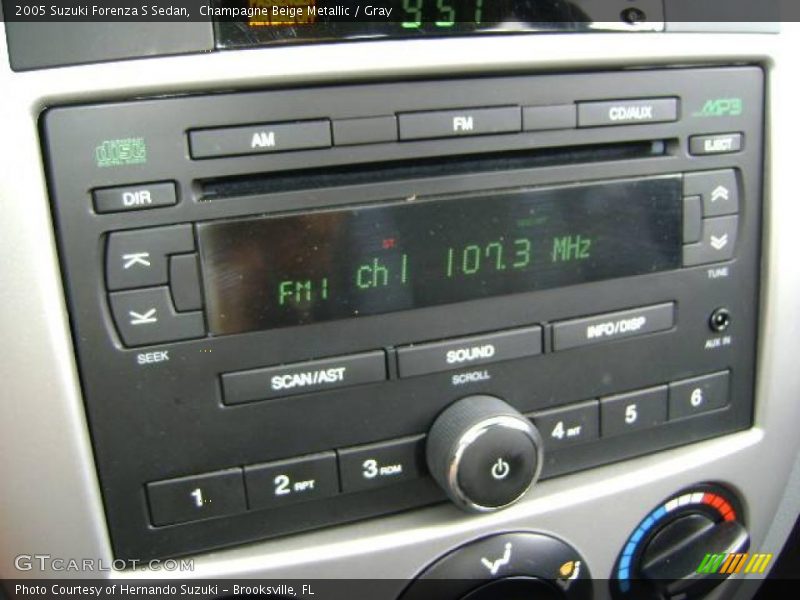 2005 Suzuki Forenza S Sedan,  Champagne Beige Metallic / Gray
951
AM FM CD/AUX MP3
disc EJECT
DIR
ST
FM1 ch1 107.3 MHz
TUNE
SEEK
SCAN/AST SOUND INFO/DISP
SCROLL AUX IN
1 2 RPT 3 RDM 4 INT 5 6
GTCARLOT.COM
Photo Courtesy of Hernando Suzuki - Brooksville, FL